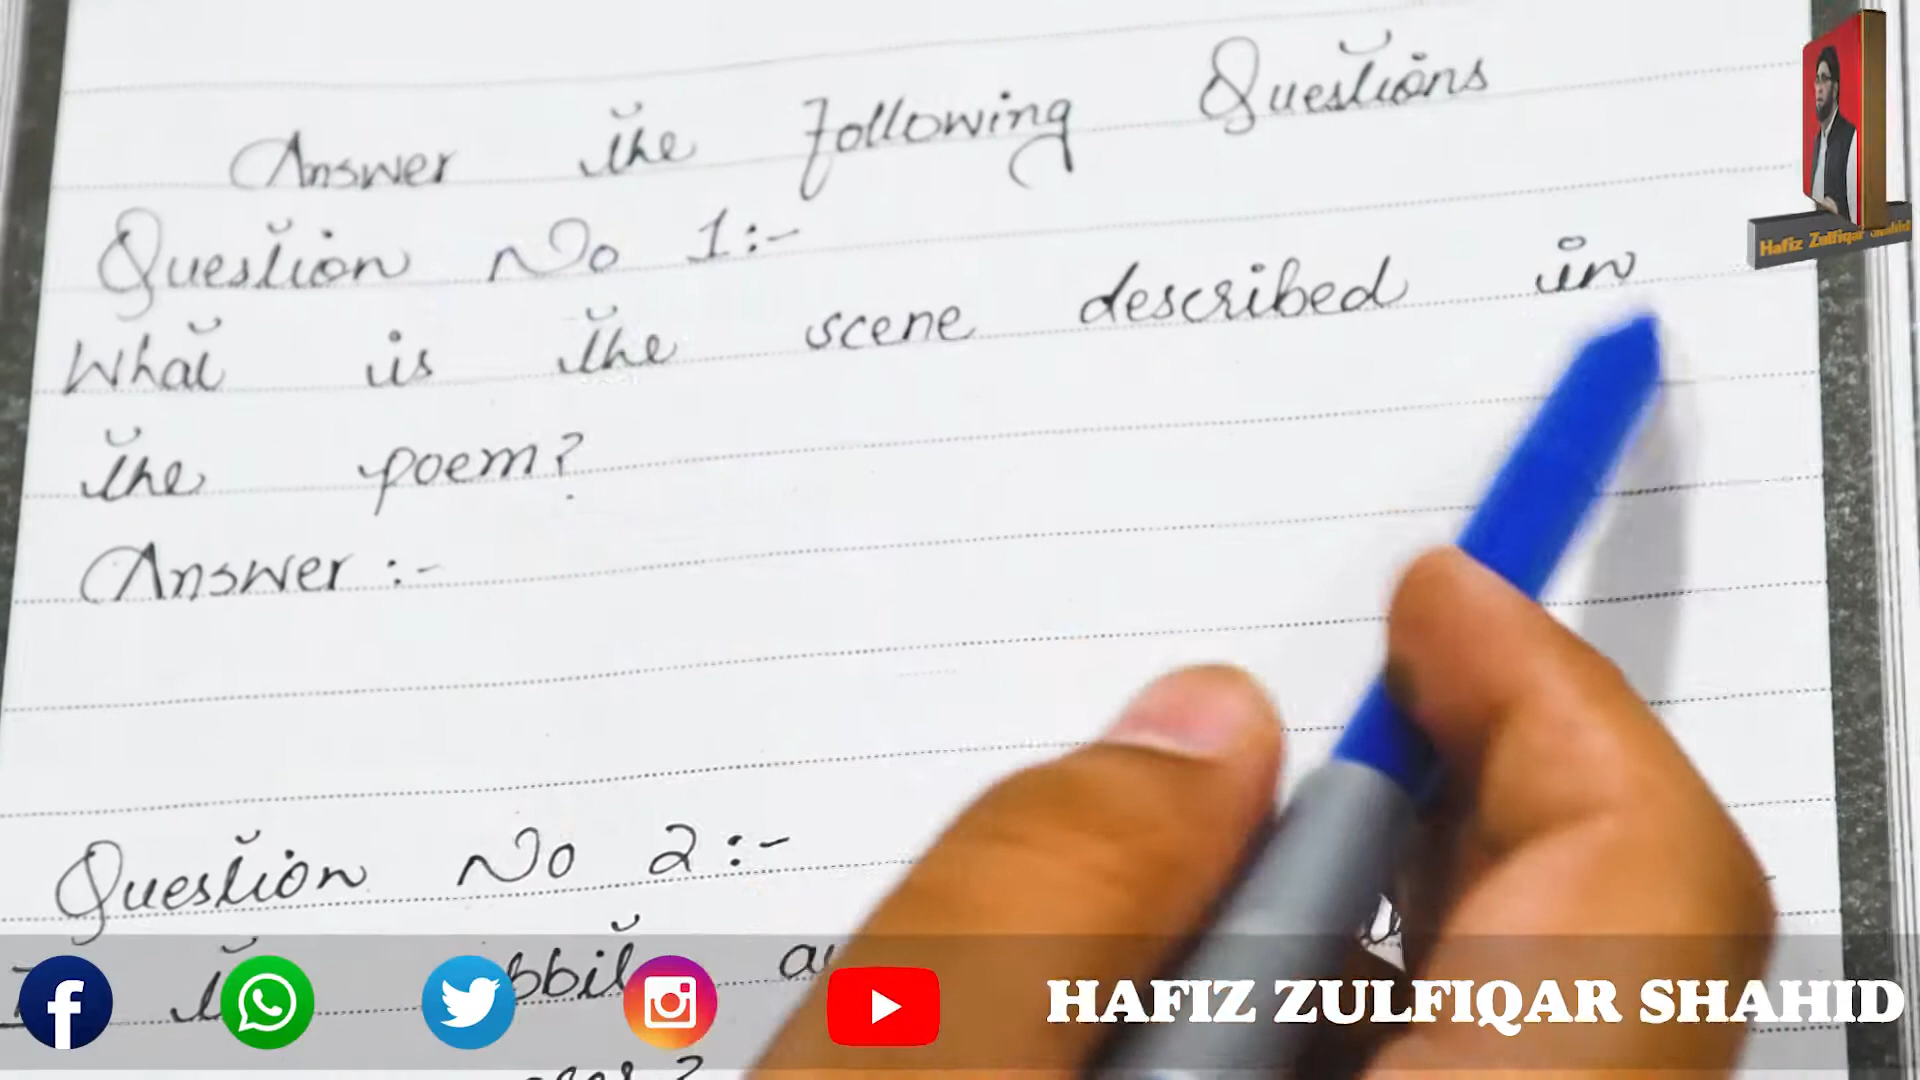 Answer the Following Questions
Question No 1:-
What is the scene described in
the poem?
Answer :-
Question No 2:-
HAFIZ ZULFIQAR SHAHID
Hafiz Zulfiqar Shahid